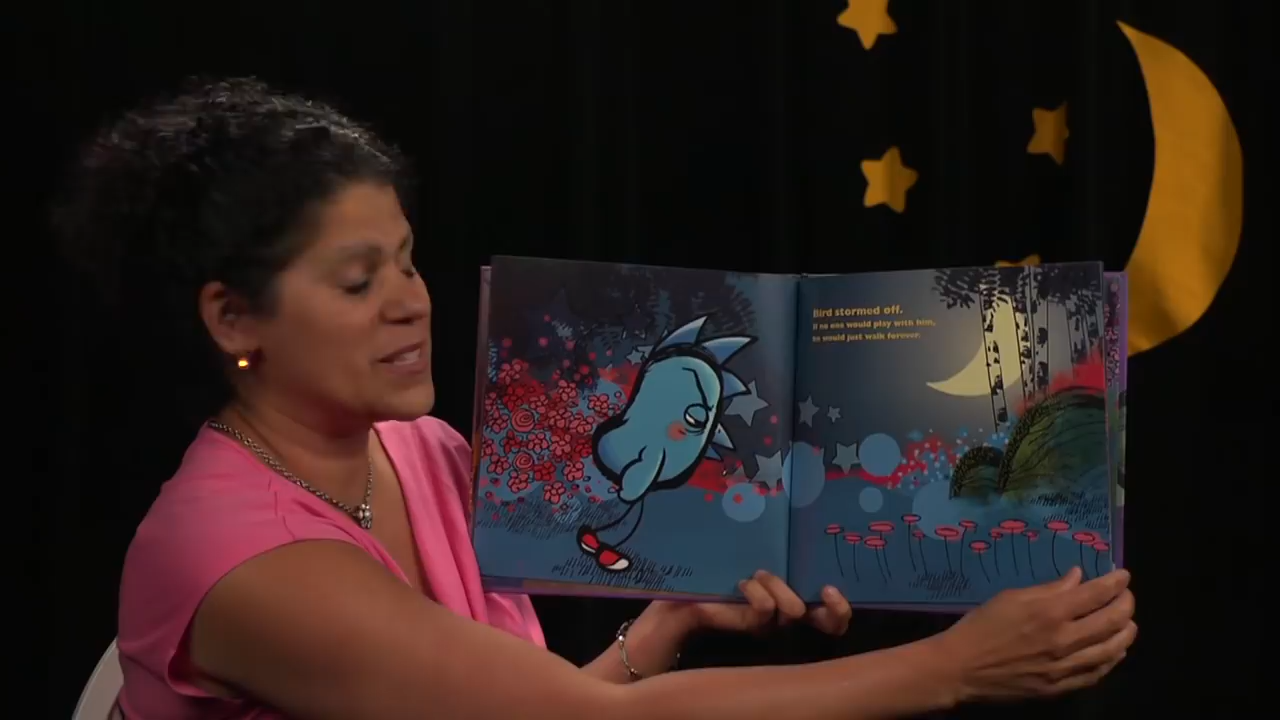 Bird stormed off.
If no one would play with him,
he would just walk forever.